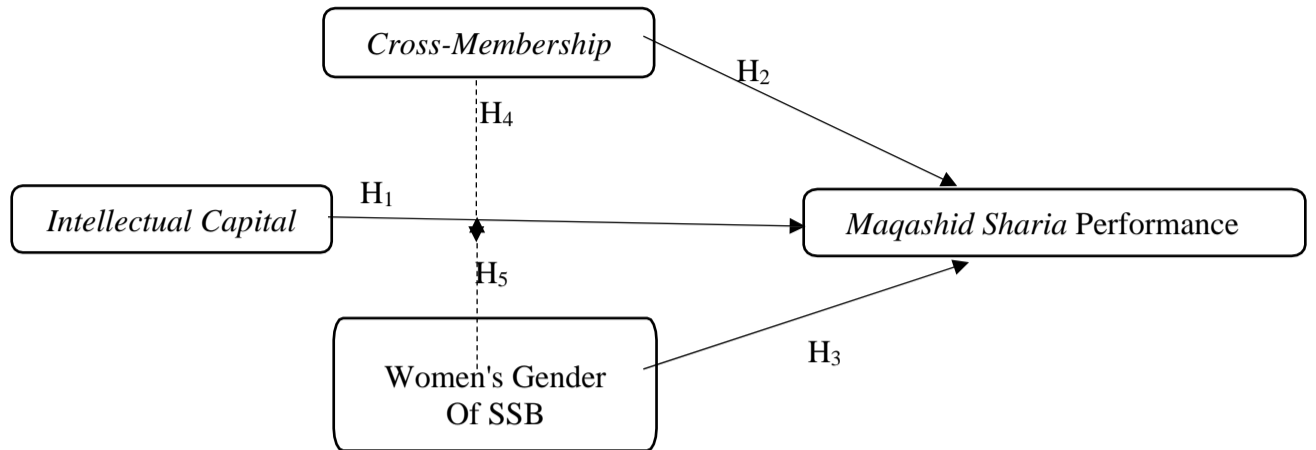 Cross-Membership
H2
H4
H1
Intellectual Capital
Maqashid Sharia Performance
H5
H3
Women's Gender
Of SSB